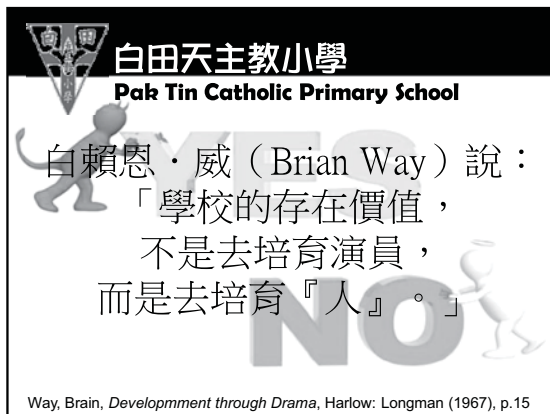 白田天主教小學
Pak Tin Catholic Primary School
YES
白賴恩．威（Brian Way）說：
「學校的存在價值，
不是去培育演員，
而是去培育『人』。」
NO
Way, Brain, Developmment through Drama, Harlow: Longman (1967), p.15